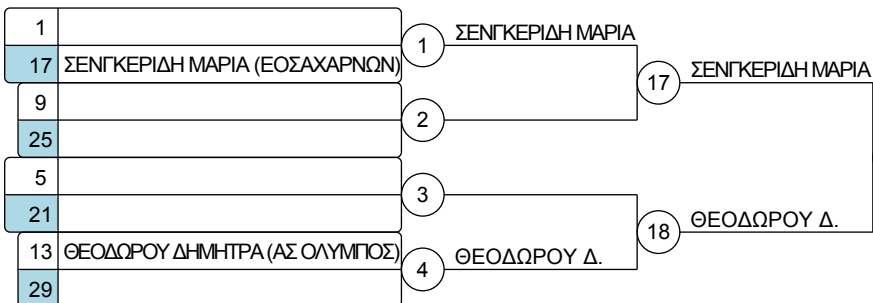 1
1 ΣΕΝΓΚΕΡΙΔΗ ΜΑΡΙΑ
17 ΣΕΝΓΚΕΡΙΔΗ ΜΑΡΙΑ (ΕΟΣΑΧΑΡΝΩΝ)
17 ΣΕΝΓΚΕΡΙΔΗ ΜΑΡΙΑ
9
2
25
5
3
21
18 ΘΕΟΔΩΡΟΥ Δ.
13 ΘΕΟΔΩΡΟΥ ΔΗΜΗΤΡΑ (ΑΣ ΟΛΥΜΠΟΣ)
4 ΘΕΟΔΩΡΟΥ Δ.
29